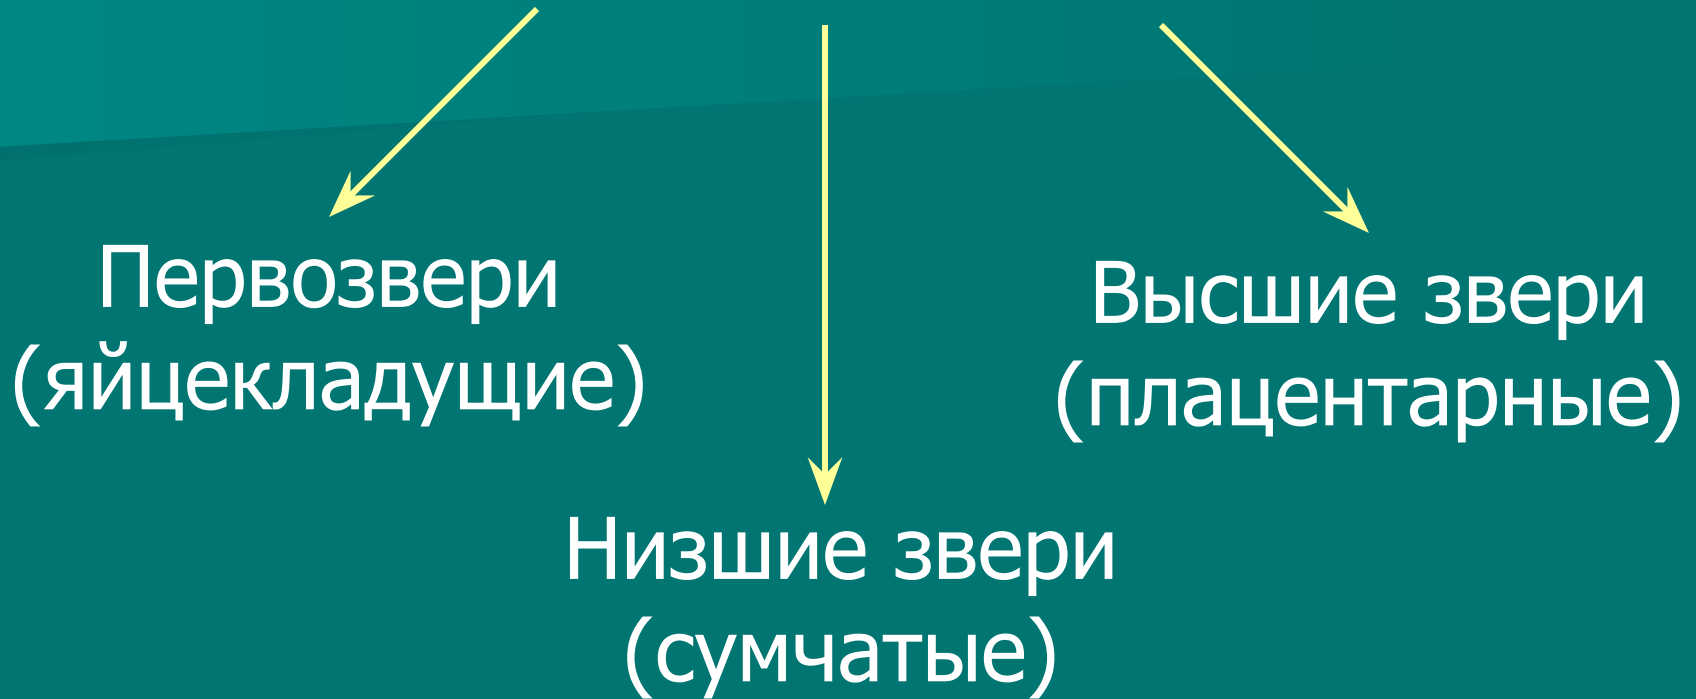 Первозвери
(яйцекладущие)
Низшие звери
(сумчатые)
Высшие звери
(плацентарные)